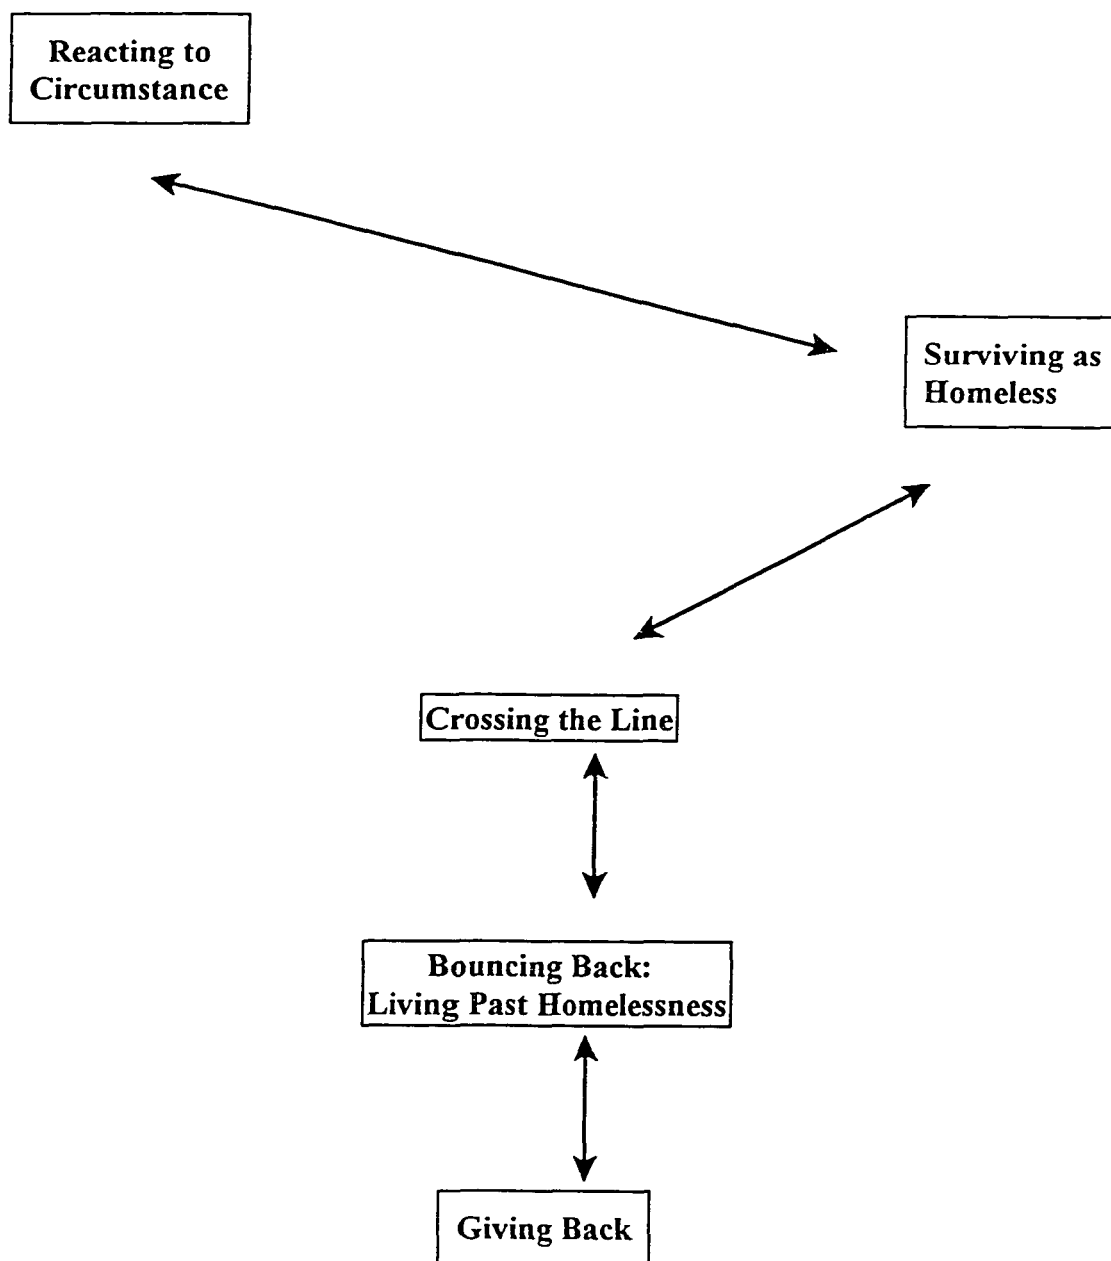 Reacting to
Circumstance
Surviving as
Homeless
Crossing the Line
Bouncing Back:
Living Past Homelessness
Giving Back